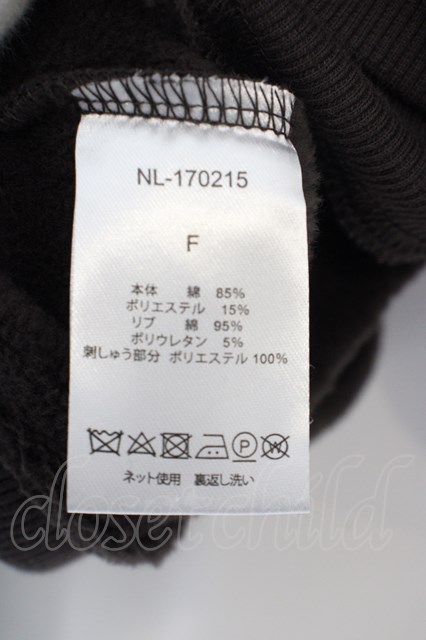 NL-170215
F
本体 綿 85%
ポリエステル 15%
リブ 綿 95%
ポリウレタン 5%
刺しゅう部分 ポリエステル 100%
P W
ネット使用 裏返し洗い
closet child